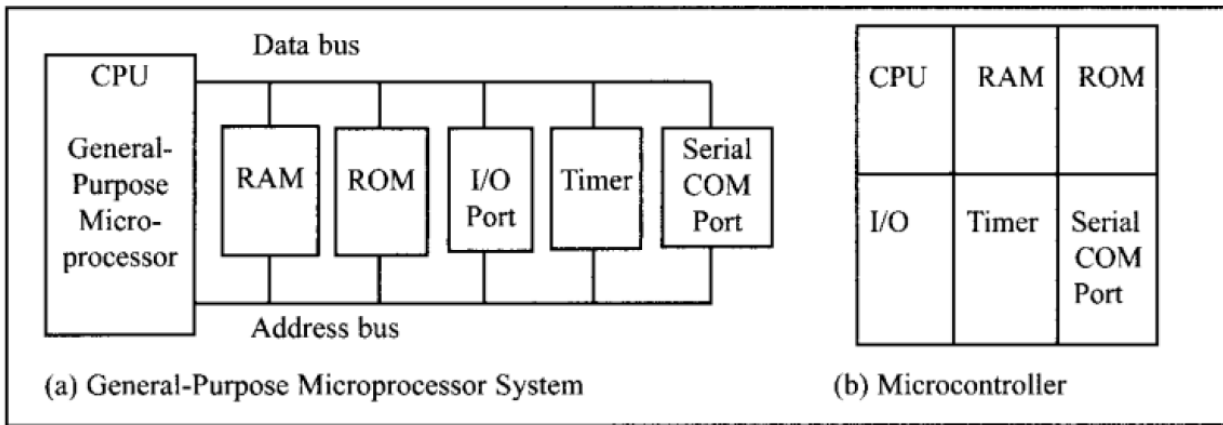 Data bus
CPU
General-
Purpose
Micro-
processor
RAM
ROM
I/O
Port
Timer
Serial
COM
Port
Address bus
(a) General-Purpose Microprocessor System
CPU
RAM
ROM
I/O
Timer
Serial
COM
Port
(b) Microcontroller